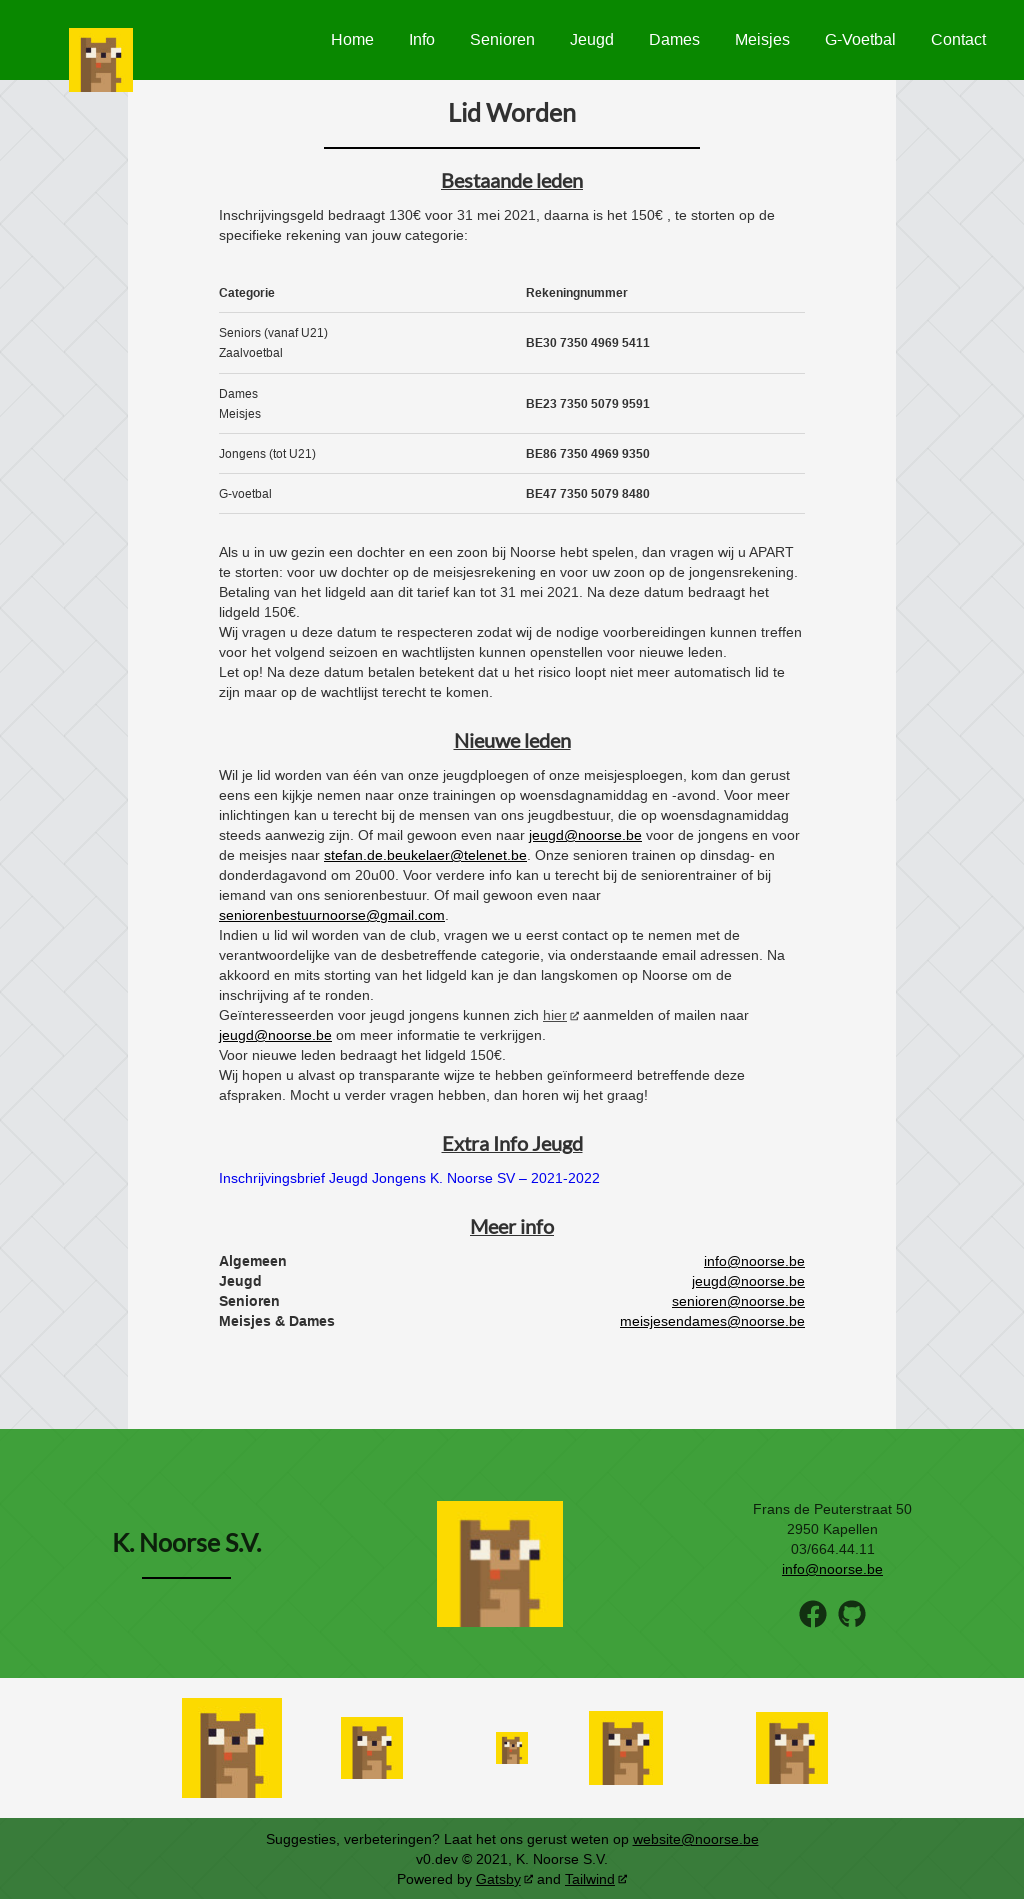 Home Info Senioren Jeugd Dames Meisjes G-Voetbal Contact
Lid Worden
Bestaande leden
Inschrijvingsgeld bedraagt 130€ voor 31 mei 2021, daarna is het 150€ , te storten op de
specifieke rekening van jouw categorie:
Categorie Rekeningnummer
Seniors (vanaf U21)
Zaalvoetbal
BE30 7350 4969 5411
Dames
Meisjes
BE23 7350 5079 9591
Jongens (tot U21) BE86 7350 4969 9350
G-voetbal BE47 7350 5079 8480
Als u in uw gezin een dochter en een zoon bij Noorse hebt spelen, dan vragen wij u APART
te storten: voor uw dochter op de meisjesrekening en voor uw zoon op de jongensrekening.
Betaling van het lidgeld aan dit tarief kan tot 31 mei 2021. Na deze datum bedraagt het
lidgeld 150€.
Wij vragen u deze datum te respecteren zodat wij de nodige voorbereidingen kunnen treffen
voor het volgend seizoen en wachtlijsten kunnen openstellen voor nieuwe leden.
Let op! Na deze datum betalen betekent dat u het risico loopt niet meer automatisch lid te
zijn maar op de wachtlijst terecht te komen.
Nieuwe leden
Wil je lid worden van één van onze jeugdploegen of onze meisjesploegen, kom dan gerust
eens een kijkje nemen naar onze trainingen op woensdagnamiddag en -avond. Voor meer
inlichtingen kan u terecht bij de mensen van ons jeugdbestuur, die op woensdagnamiddag
steeds aanwezig zijn. Of mail gewoon even naar jeugd@noorse.be voor de jongens en voor
de meisjes naar stefan.de.beukelaer@telenet.be. Onze senioren trainen op dinsdag- en
donderdagavond om 20u00. Voor verdere info kan u terecht bij de seniorentrainer of bij
iemand van ons seniorenbestuur. Of mail gewoon even naar
seniorenbestuurnoorse@gmail.com.
Indien u lid wil worden van de club, vragen we u eerst contact op te nemen met de
verantwoordelijke van de desbetreffende categorie, via onderstaande email adressen. Na
akkoord en mits storting van het lidgeld kan je dan langskomen op Noorse om de
inschrijving af te ronden.
Geïnteresseerden voor jeugd jongens kunnen zich hier aanmelden of mailen naar
jeugd@noorse.be om meer informatie te verkrijgen.
Voor nieuwe leden bedraagt het lidgeld 150€.
Wij hopen u alvast op transparante wijze te hebben geïnformeerd betreffende deze
afspraken. Mocht u verder vragen hebben, dan horen wij het graag!
Extra Info Jeugd
Inschrijvingsbrief Jeugd Jongens K. Noorse SV – 2021-2022
Meer info
Algemeen info@noorse.be
Jeugd jeugd@noorse.be
Senioren senioren@noorse.be
Meisjes & Dames meisjesendames@noorse.be
K. Noorse S.V.
Frans de Peuterstraat 50
2950 Kapellen
03/664.44.11
info@noorse.be
Suggesties, verbeteringen? Laat het ons gerust weten op website@noorse.be
v0.dev © 2021, K. Noorse S.V.
Powered by Gatsby and Tailwind